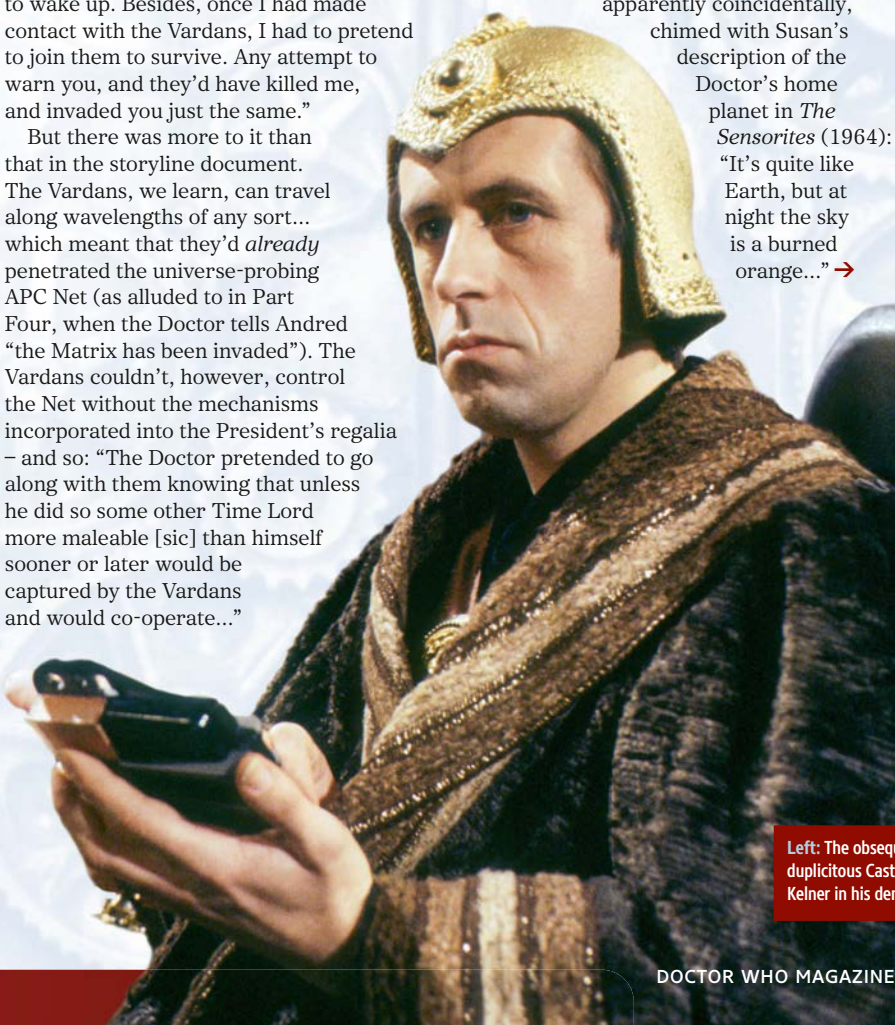 to wake up. Besides, once I had made
contact with the Vardans, I had to pretend
to join them to survive. Any attempt to
warn you, and they’d have killed me,
and invaded you just the same.”
But there was more to it than
that in the storyline document.
The Vardans, we learn, can travel
along wavelengths of any sort...
which meant that they’d already
penetrated the universe-probing
APC Net (as alluded to in Part
Four, when the Doctor tells Andred
“the Matrix has been invaded”). The
Vardans couldn’t, however, control
the Net without the mechanisms
incorporated into the President’s regalia
– and so: “The Doctor pretended to go
along with them knowing that unless
he did so some other Time Lord
more maleable [sic] than himself
sooner or later would be
captured by the Vardans
and would co-operate...”
apparently coincidentally,
chimed with Susan’s
description of the
Doctor’s home
planet in The
Sensorites (1964):
“It’s quite like
Earth, but at
night the sky
is a burned
orange...” →
Left: The
duplicitous
Kelner in his
DOCTOR WHO MAGAZINE